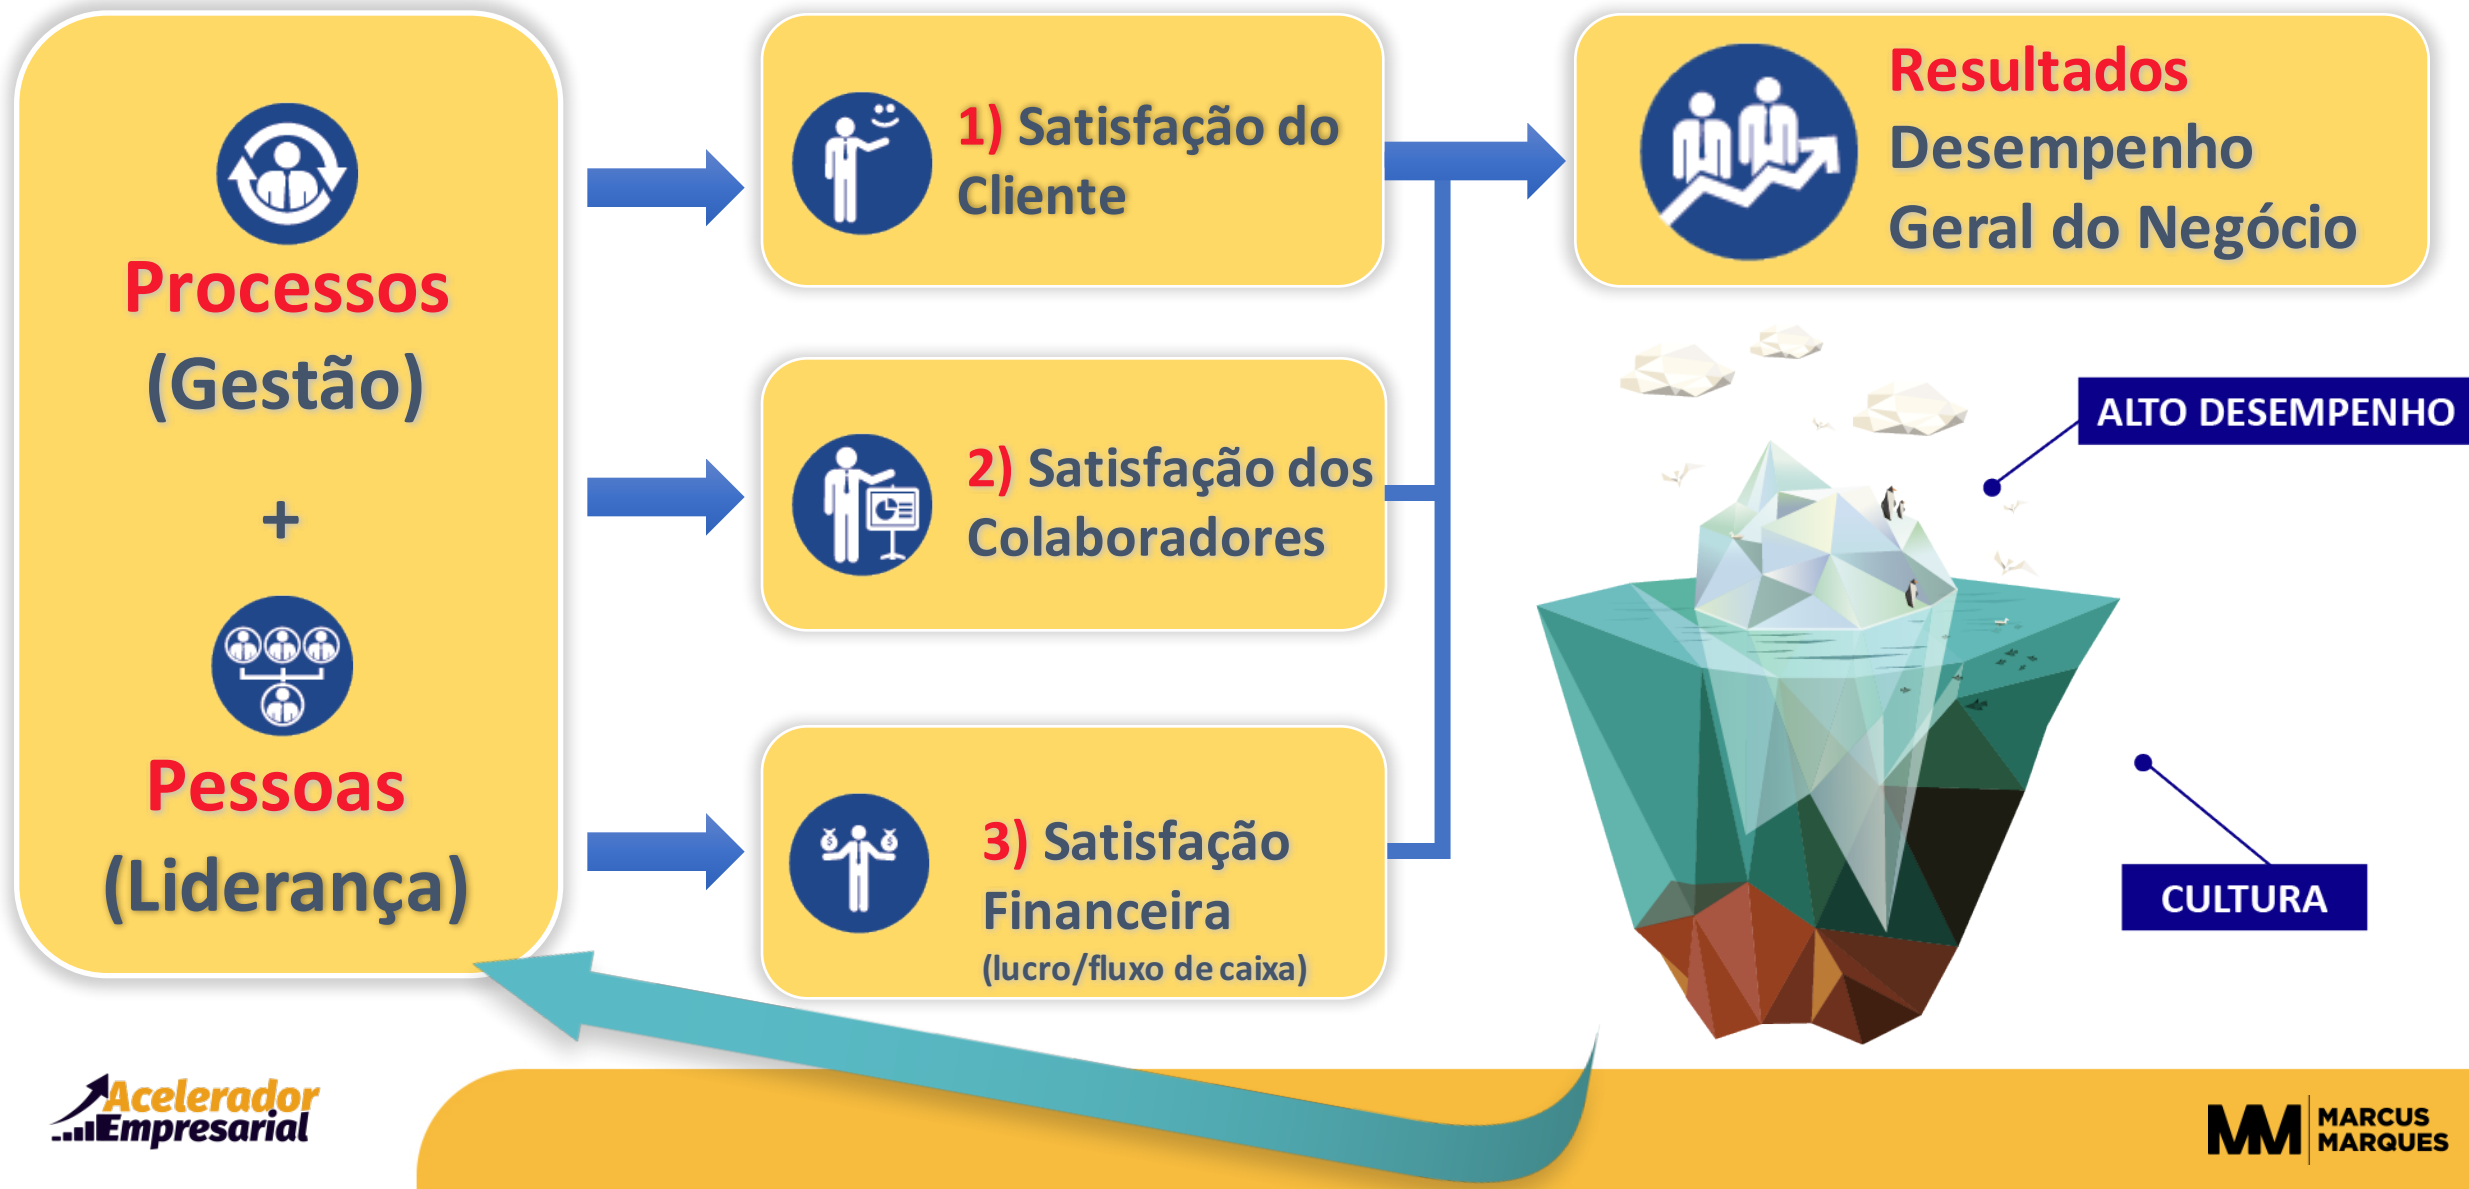 Processos
(Gestão)
+
Pessoas
(Liderança)
1) Satisfação do
Cliente
2) Satisfação dos
Colaboradores
3) Satisfação
Financeira
(lucro/fluxo de caixa)
Resultados
Desempenho
Geral do Negócio
ALTO DESEMPENHO
CULTURA
Acelerador
Empresarial
MM
MARCUS
MARQUES